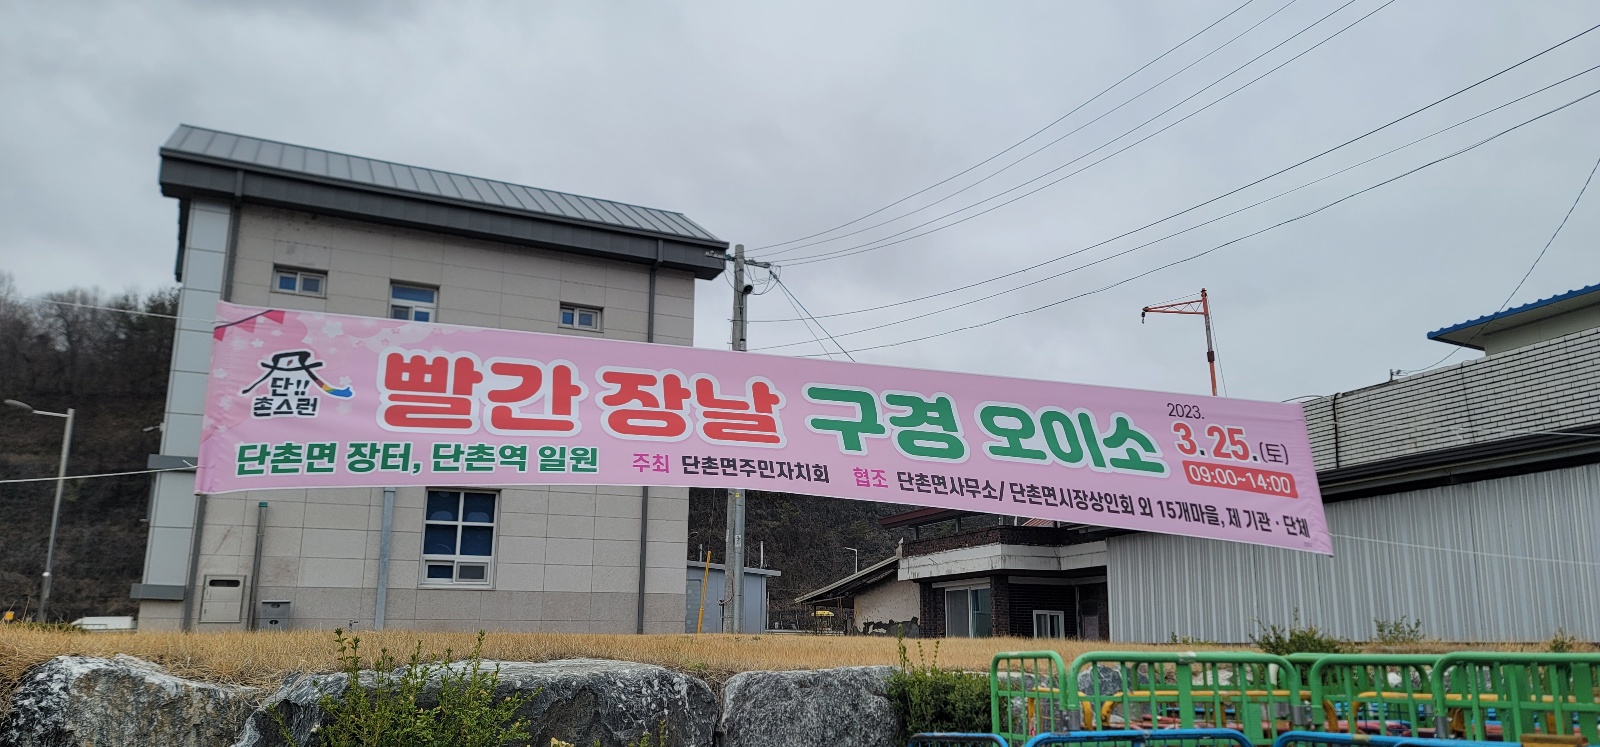 단!!
촌스런
빨간 장날 구경 오이소
2023.
3. 25. (토)
09:00~14:00
단촌면 장터, 단촌역 일원
주최 단촌면주민자치회 협조 단촌면사무소/ 단촌면시장상인회 외 15개마을, 제 기관 · 단체